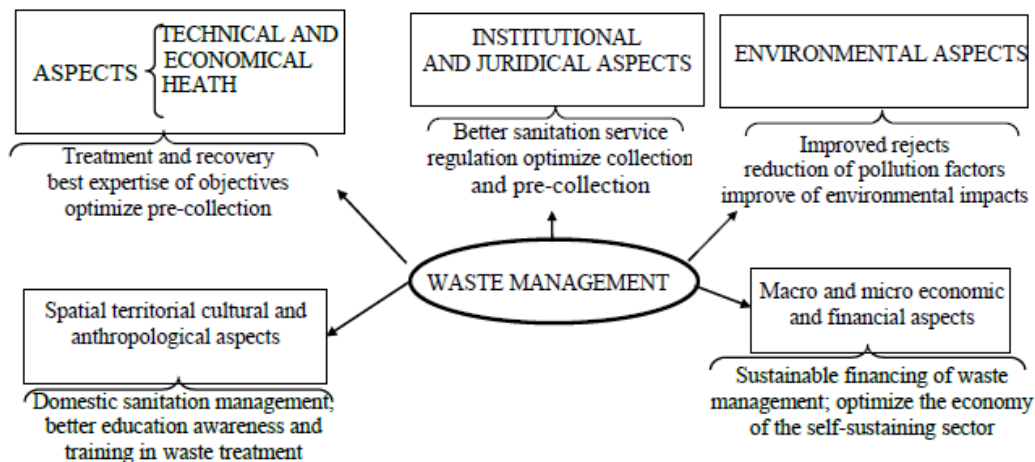 ASPECTS
TECHNICAL AND
ECONOMICAL
HEATH
Treatment and recovery
best expertise of objectives
optimize pre-collection
INSTITUTIONAL
AND JURIDICAL ASPECTS
Better sanitation service
regulation optimize collection
and pre-collection
ENVIRONMENTAL ASPECTS
Improved rejects
reduction of pollution factors
improve of environmental impacts
WASTE MANAGEMENT
Spatial territorial cultural and
anthropological aspects
Domestic sanitation management;
better education awareness and
training in waste treatment
Macro and micro economic
and financial aspects
Sustainable financing of waste
management; optimize the economy
of the self-sustaining sector